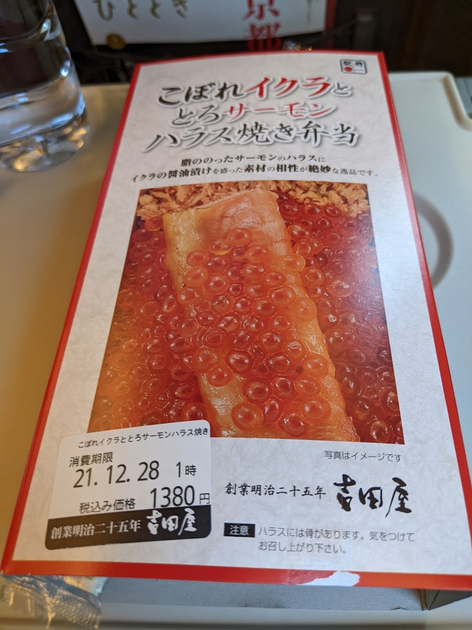 ひととき
京都
駅弁
こぼれイクラと
とろサーモン
ハラス焼き弁当
脂ののったサーモンのハラスに
イクラの醤油漬けを盛った素材の相性が絶妙な逸品です。
写真はイメージです
こぼれイクラととろサーモンハラス焼き
消費期限
21.12.28 1時
税込み価格 1380円
創業明治二十五年 吉田屋
創業明治二十五年 吉田屋
注意 ハラスには骨があります。気をつけて
お召し上がり下さい。